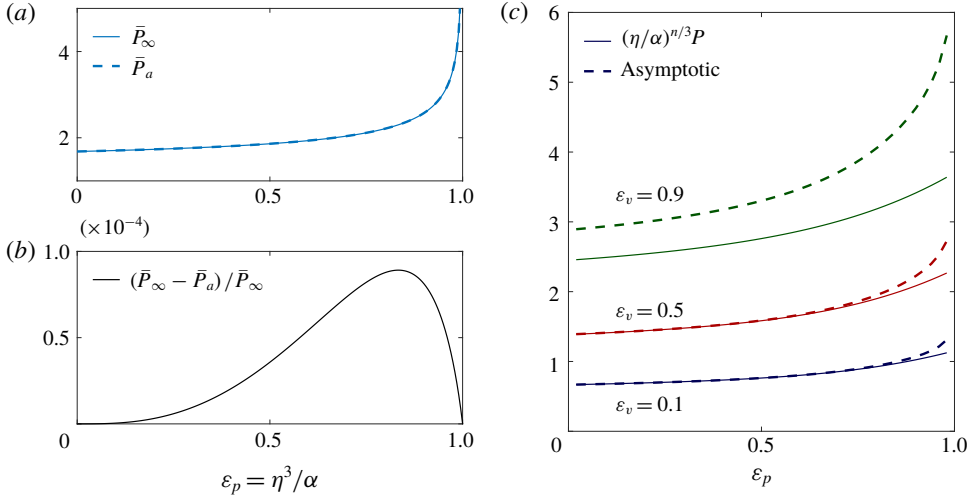 (a)
4
2
P̄∞
P̄a
0
0.5
1.0
(×10−4)
(b)
1.0
0.5
0
(P̄∞ − P̄a)/P̄∞
0.5
1.0
εp = η3/α
(c)
6
5
4
3
2
1
(η/α)n/3P
Asymptotic
εv = 0.9
εv = 0.5
εv = 0.1
0
0.5
1.0
εp